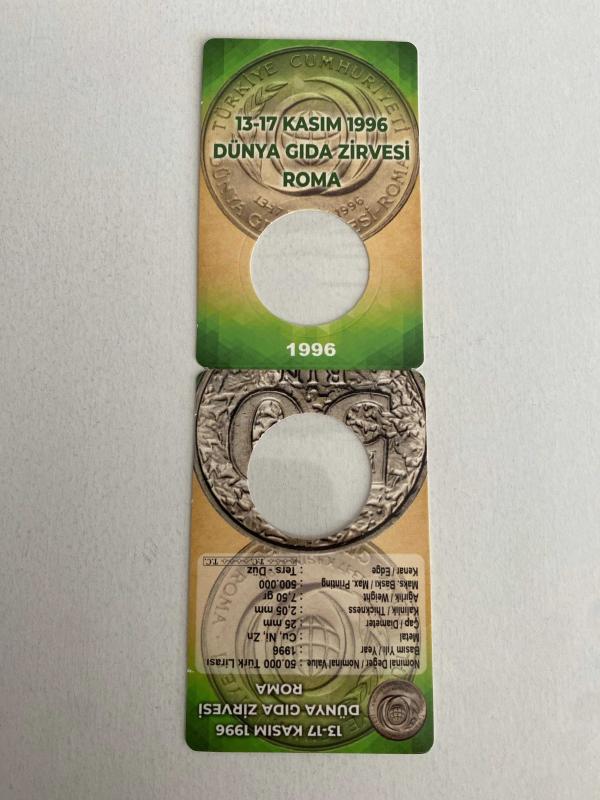 TÜRKİYE CUMHURİYETİ
13-17 KASIM 1996
DÜNYA GIDA ZİRVESİ
ROMA
1996
13-17 KASIM 1996
DÜNYA GIDA ZİRVESİ
ROMA
Nominal Değer / Nominal Value : 50.000 Türk Lirası
Basım Yılı / Year : 1996
Metal : Cu, Ni, Zn
Çap / Diameter : 25 mm
Kalınlık / Thickness : 2,05 mm
Ağırlık / Weight : 7,50 gr
Maks. Baskı / Max. Printing : 500.000
Kenar / Edge : Ters - Düz
T.C. T.C.